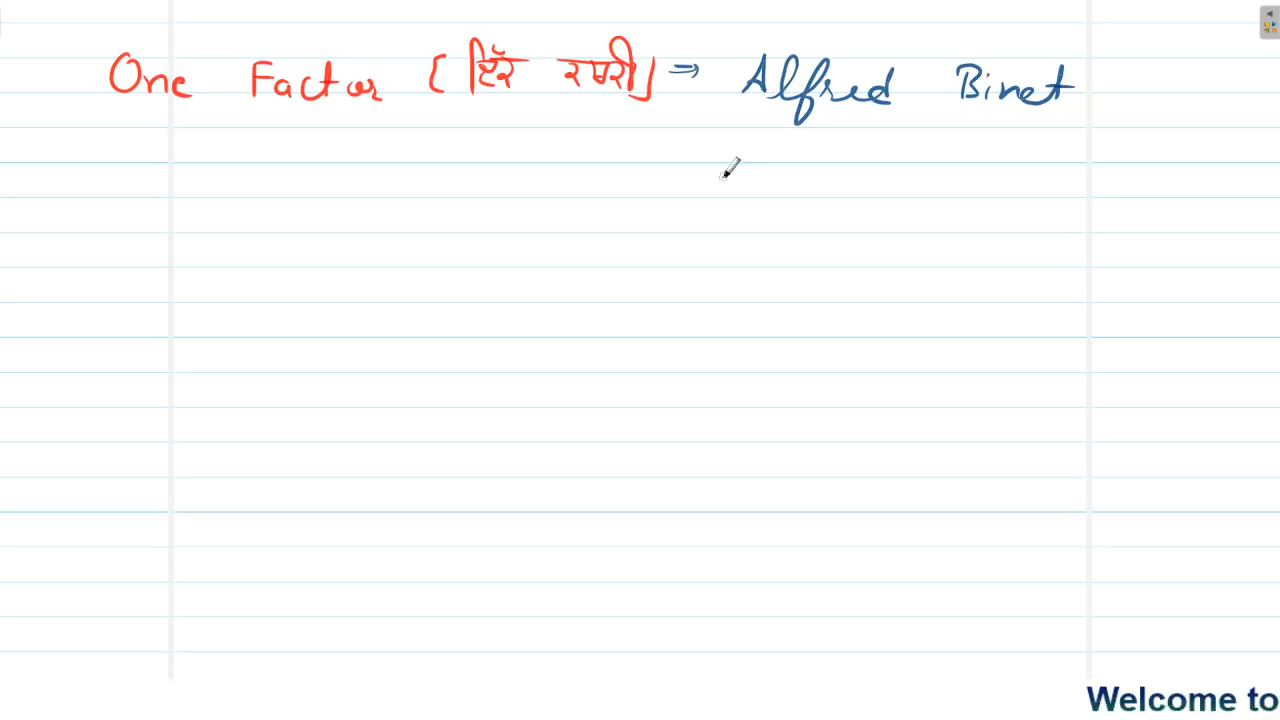 One Factor [ ] ⇒ Alfred Binet
Welcome to